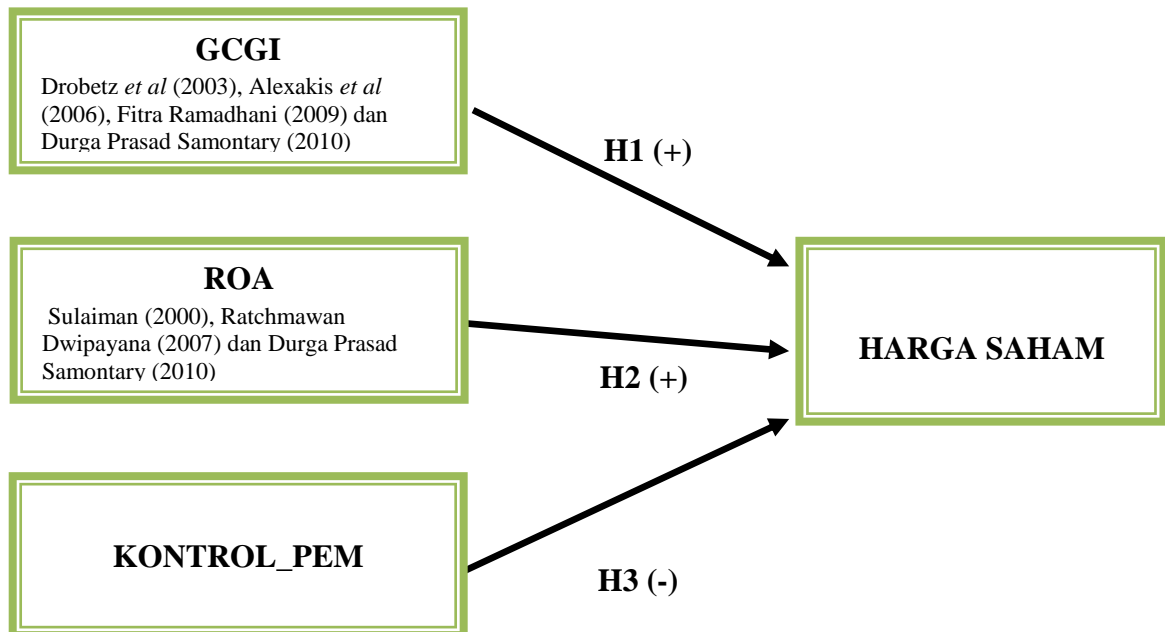 GCGI
Drobetz et al (2003), Alexakis et al
(2006), Fitra Ramadhani (2009) dan
Durga Prasad Samontary (2010)
H1 (+)
ROA
Sulaiman (2000), Ratchmawan
Dwipayana (2007) dan Durga Prasad
Samontary (2010)
H2 (+)
HARGA SAHAM
KONTROL_PEM
H3 (-)